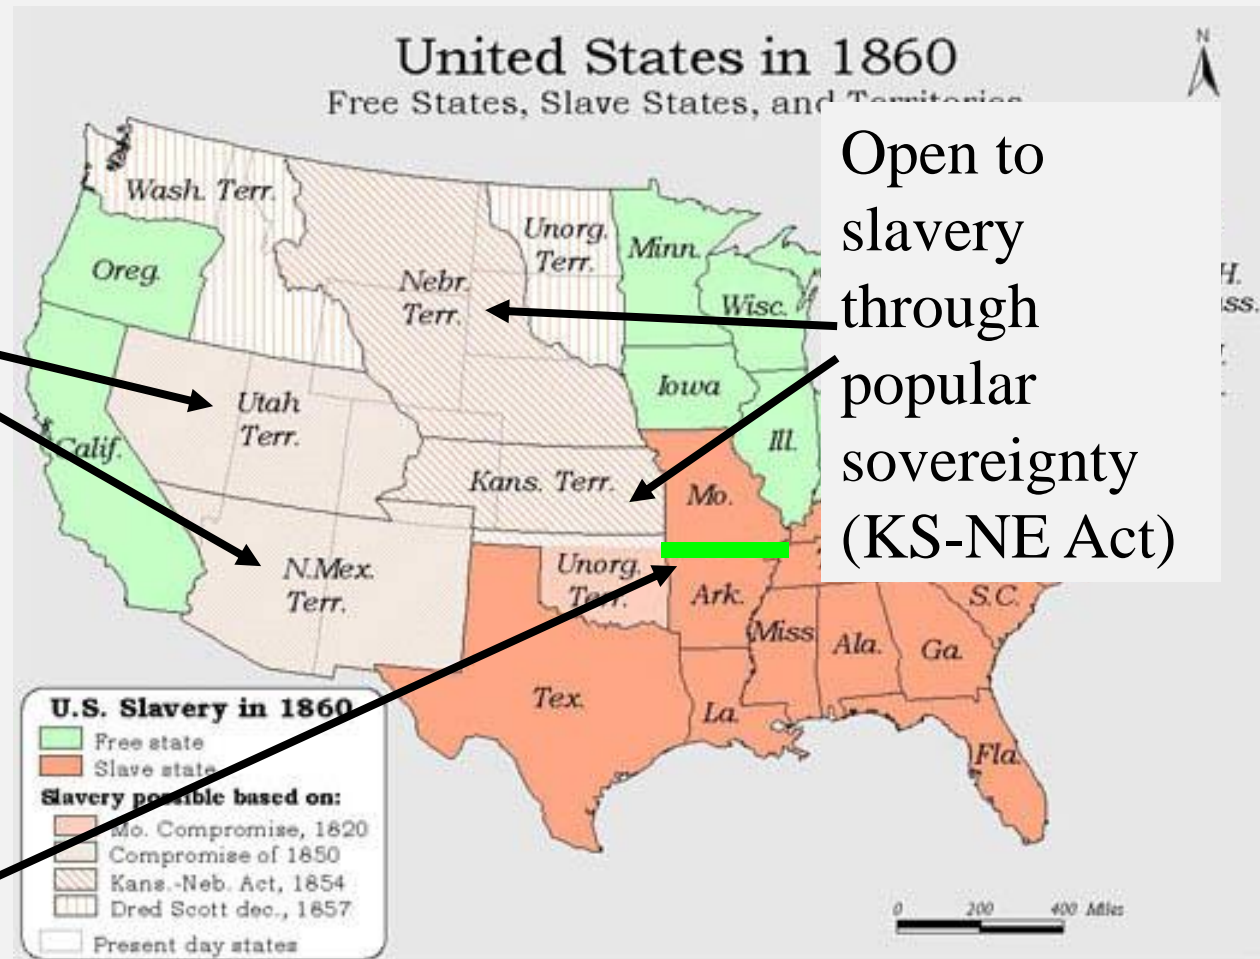 United States in 1860
Free States, Slave States, and Territories
N
Open to
slavery
through
popular
sovereignty
(KS-NE Act)
Wash. Terr.
Oreg.
Nebr.
Terr.
Unorg.
Terr.
Minn.
Wisc.
H.
ss.
Iowa
Ill.
Utah
Terr.
Calif.
Kans. Terr.
Mo.
N.Mex.
Terr.
Unorg.
Terr.
Ark.
S.C.
Miss
Ala.
Ga.
Tex.
La.
Fla.
U.S. Slavery in 1860
Free state
Slave state
Slavery possible based on:
Mo. Compromise, 1820
Compromise of 1850
Kans.-Neb. Act, 1854
Dred Scott dec., 1857
Present day states
0 200 400 Miles